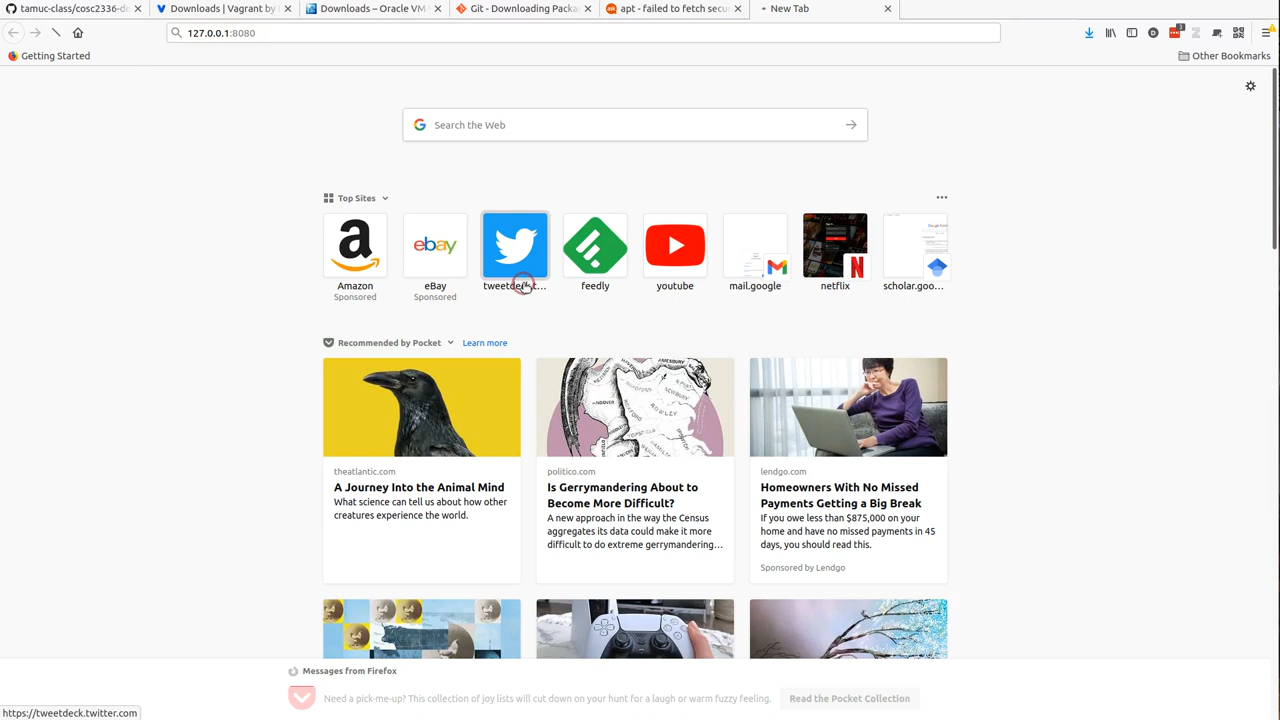 tamuc-class/cosc2336-de
Downloads | Vagrant by
Downloads – Oracle VM
Git - Downloading Packa
apt - failed to fetch secu
New Tab
127.0.0.1:8080
3
Getting Started
Other Bookmarks
Search the Web
Top Sites
Amazon
Sponsored
eBay
Sponsored
feedly
youtube
mail.google
netflix
scholar.goo...
Recommended by Pocket
Learn more
theatlantic.com
A Journey Into the Animal Mind
What science can tell us about how other
creatures experience the world.
politico.com
Is Gerrymandering About to
Become More Difficult?
A new approach in the way the Census
aggregates its data could make it more
difficult to do extreme gerrymandering…
lendgo.com
Homeowners With No Missed
Payments Getting a Big Break
If you owe less than $875,000 on your
home and have no missed payments in 45
days, you should read this.
Sponsored by Lendgo
Messages from Firefox
Need a pick-me-up? This collection of joy lists will cut down on your hunt for a laugh or warm fuzzy feeling.
Read the Pocket Collection
https://tweetdeck.twitter.com